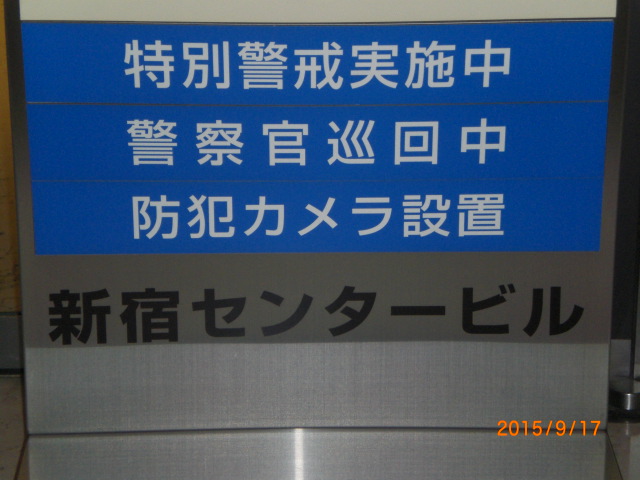 特別警戒実施中
警察官巡回中
防犯カメラ設置
新宿センタービル
2015/9/17